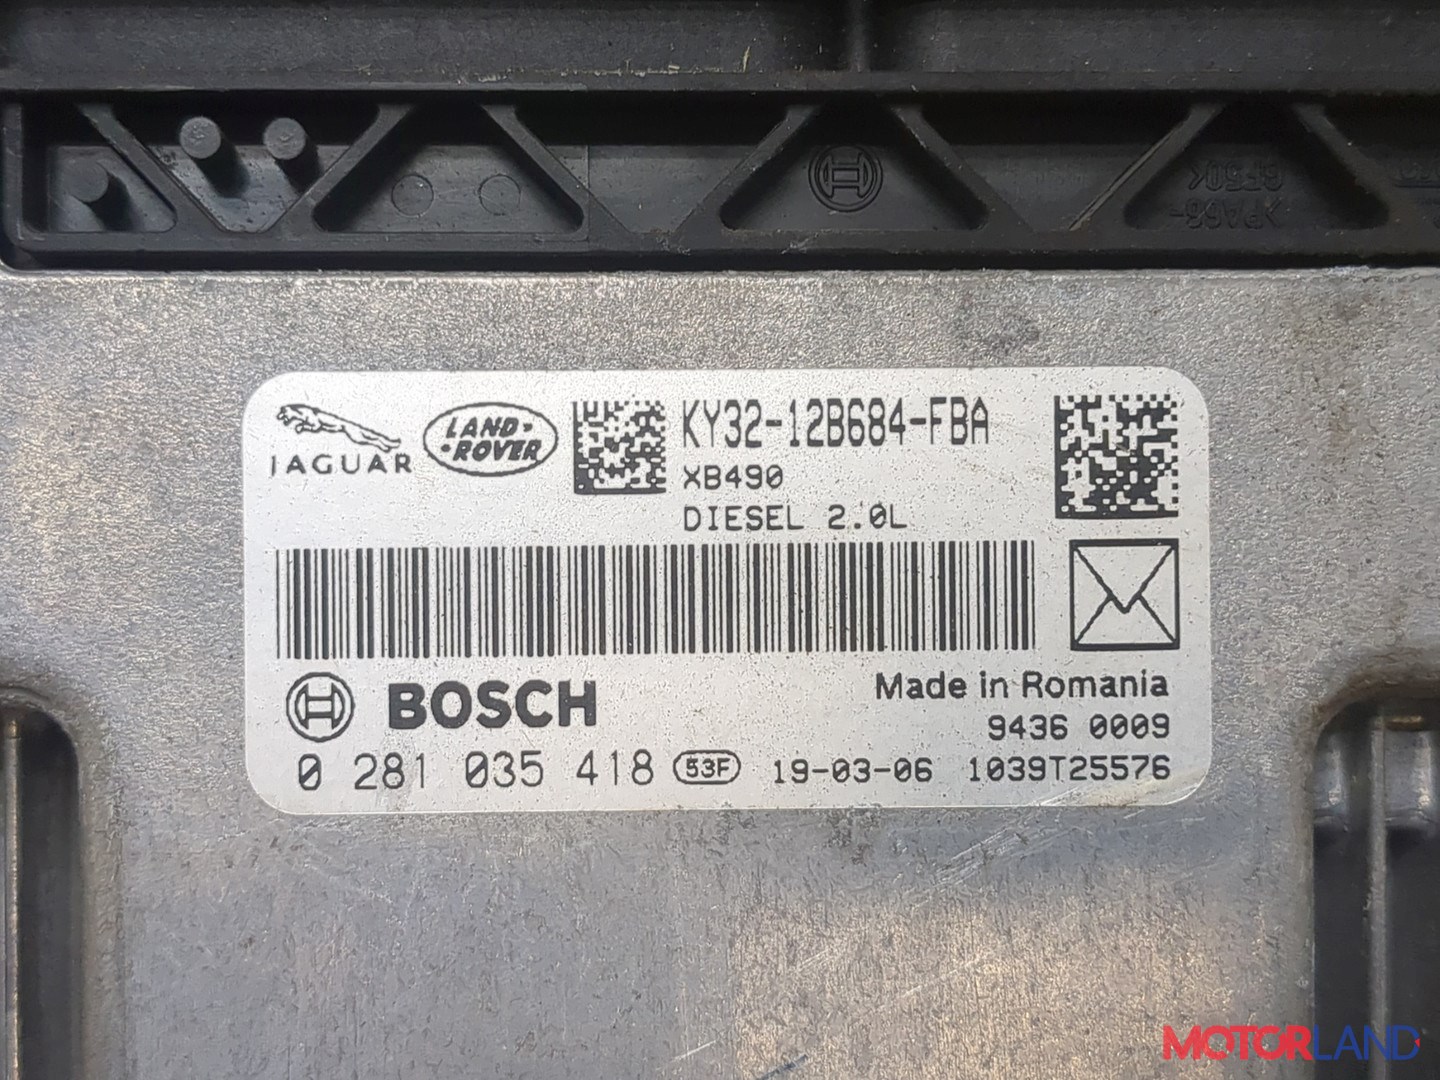 JAGUAR
LAND-
-ROVER
KY32-12B684-FBA
XB490
DIESEL 2.0L
BOSCH
Made in Romania
9436 0009
0 281 035 418 53F 19-03-06 1039T25576
MOTORLAND